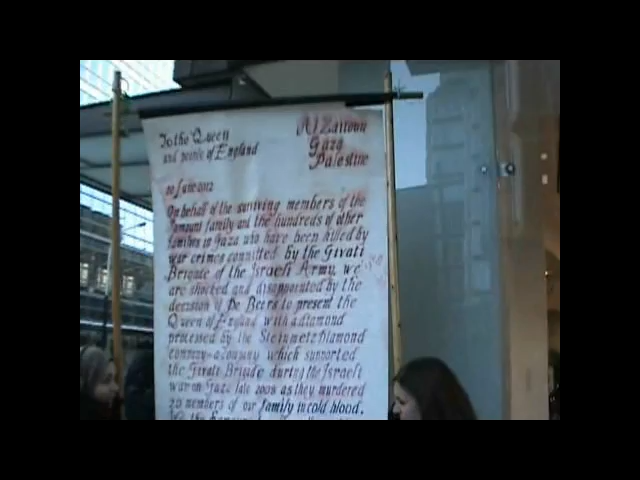 To the Queen
and people of England
Al Zaitoun
Gaza
Palestine
June 2012
On behalf of the surviving members of the
Samouni family and the hundreds of other
families in Gaza who have been killed by
war crimes committed by the Givati
Brigade of the Israeli Army, we
are shocked and disappointed by the
decision of De Beers to present the
Queen of England with a diamond
processed by the Steinmetz Diamond
company - a company which supported
the Givati Brigade during the Israeli
war on Gaza late 2008 as they murdered
members of our family in cold blood.